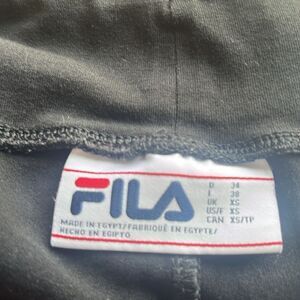 FILA
D 34
I 38
UK XS
US/F XS
CAN XS/TP
MADE IN EGYPT/FABRIQUÉ EN EGYPTE/
HECHO EN EGIPTO